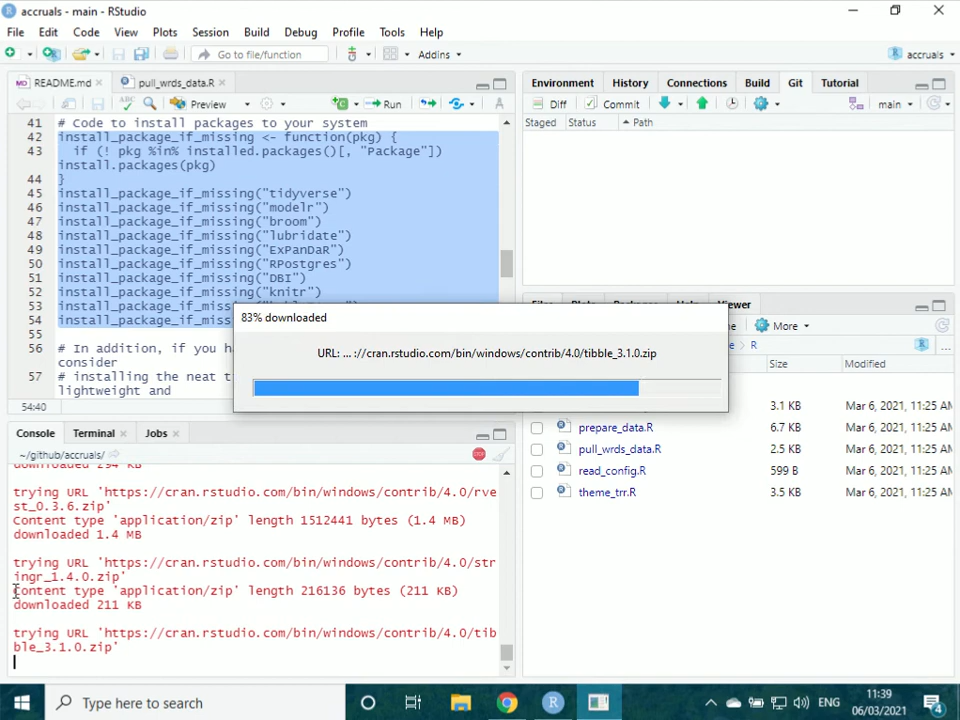 accruals - main - RStudio
File Edit Code View Plots Session Build Debug Profile Tools Help
Go to file/function Addins accruals
README.md pull_wrds_data.R
Preview Run
41 # Code to install packages to your system
42 install_package_if_missing <- function(pkg) {
43 if (! pkg %in% installed.packages()[, "Package"])
install.packages(pkg)
44 }
45 install_package_if_missing("tidyverse")
46 install_package_if_missing("modelr")
47 install_package_if_missing("broom")
48 install_package_if_missing("lubridate")
49 install_package_if_missing("ExPanDaR")
50 install_package_if_missing("RPostgres")
51 install_package_if_missing("DBI")
52 install_package_if_missing("knitr")
53
54 install_package_if_miss
55
56 # In addition, if you h
consider
57 # installing the neat t
lightweight and
54:40
Environment History Connections Build Git Tutorial
Diff Commit main
Staged Status Path
83% downloaded
URL: ... ://cran.rstudio.com/bin/windows/contrib/4.0/tibble_3.1.0.zip
Viewer
More
R
Size Modified
3.1 KB Mar 6, 2021, 11:25 AM
prepare_data.R 6.7 KB Mar 6, 2021, 11:25 AM
pull_wrds_data.R 2.5 KB Mar 6, 2021, 11:25 AM
read_config.R 599 B Mar 6, 2021, 11:25 AM
theme_trr.R 3.5 KB Mar 6, 2021, 11:25 AM
Console Terminal Jobs
~/github/accruals/
downloaded 294 KB
trying URL 'https://cran.rstudio.com/bin/windows/contrib/4.0/rve
st_0.3.6.zip'
Content type 'application/zip' length 1512441 bytes (1.4 MB)
downloaded 1.4 MB
trying URL 'https://cran.rstudio.com/bin/windows/contrib/4.0/str
ingr_1.4.0.zip'
Content type 'application/zip' length 216136 bytes (211 KB)
downloaded 211 KB
trying URL 'https://cran.rstudio.com/bin/windows/contrib/4.0/tib
ble_3.1.0.zip'
Type here to search
ENG
11:39
06/03/2021
4